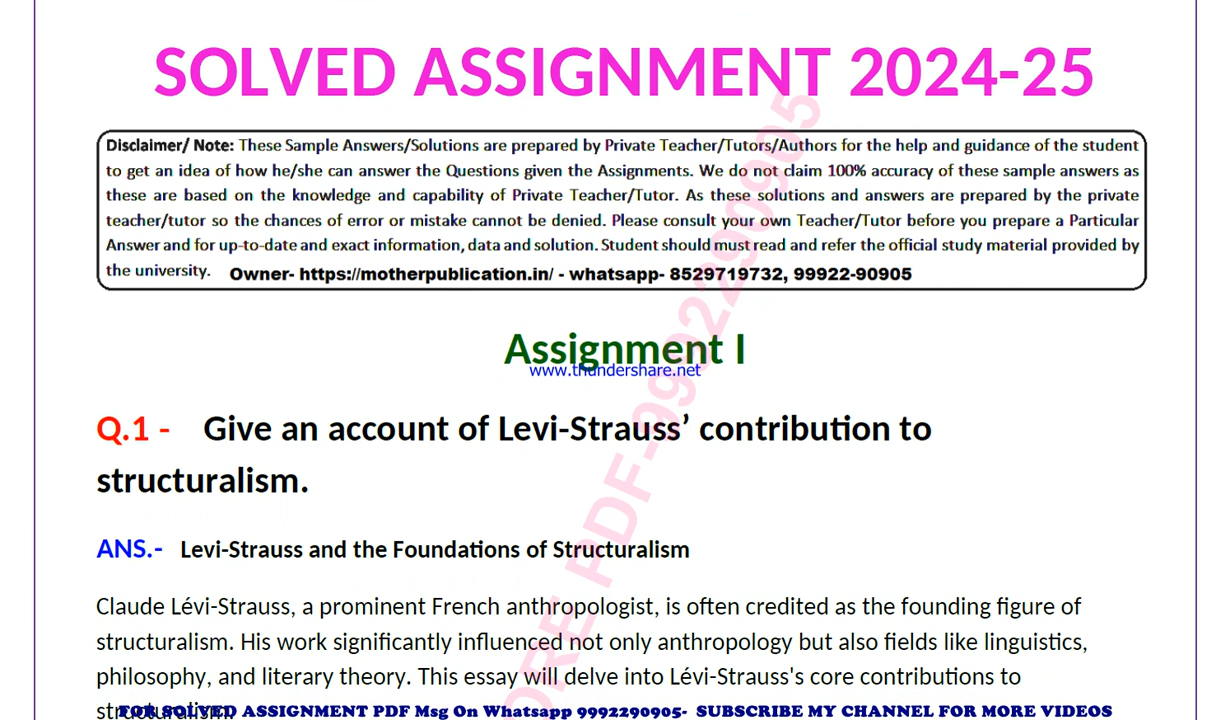 SOLVED ASSIGNMENT 2024-25
Disclaimer/ Note: These Sample Answers/Solutions are prepared by Private Teacher/Tutors/Authors for the help and guidance of the student
to get an idea of how he/she can answer the Questions given the Assignments. We do not claim 100% accuracy of these sample answers as
these are based on the knowledge and capability of Private Teacher/Tutor. As these solutions and answers are prepared by the private
teacher/tutor so the chances of error or mistake cannot be denied. Please consult your own Teacher/Tutor before you prepare a Particular
Answer and for up-to-date and exact information, data and solution. Student should must read and refer the official study material provided by
the university. Owner- https://motherpublication.in/ - whatsapp- 8529719732, 99922-90905
Assignment I
www.thundershare.net
Q.1 - Give an account of Levi-Strauss’ contribution to
structuralism.
ANS.- Levi-Strauss and the Foundations of Structuralism
Claude Lévi-Strauss, a prominent French anthropologist, is often credited as the founding figure of
structuralism. His work significantly influenced not only anthropology but also fields like linguistics,
philosophy, and literary theory. This essay will delve into Lévi-Strauss's core contributions to
structuralism.
FOR SOLVED ASSIGNMENT PDF Msg On Whatsapp 9992290905- SUBSCRIBE MY CHANNEL FOR MORE VIDEOS
PDF-9992290905